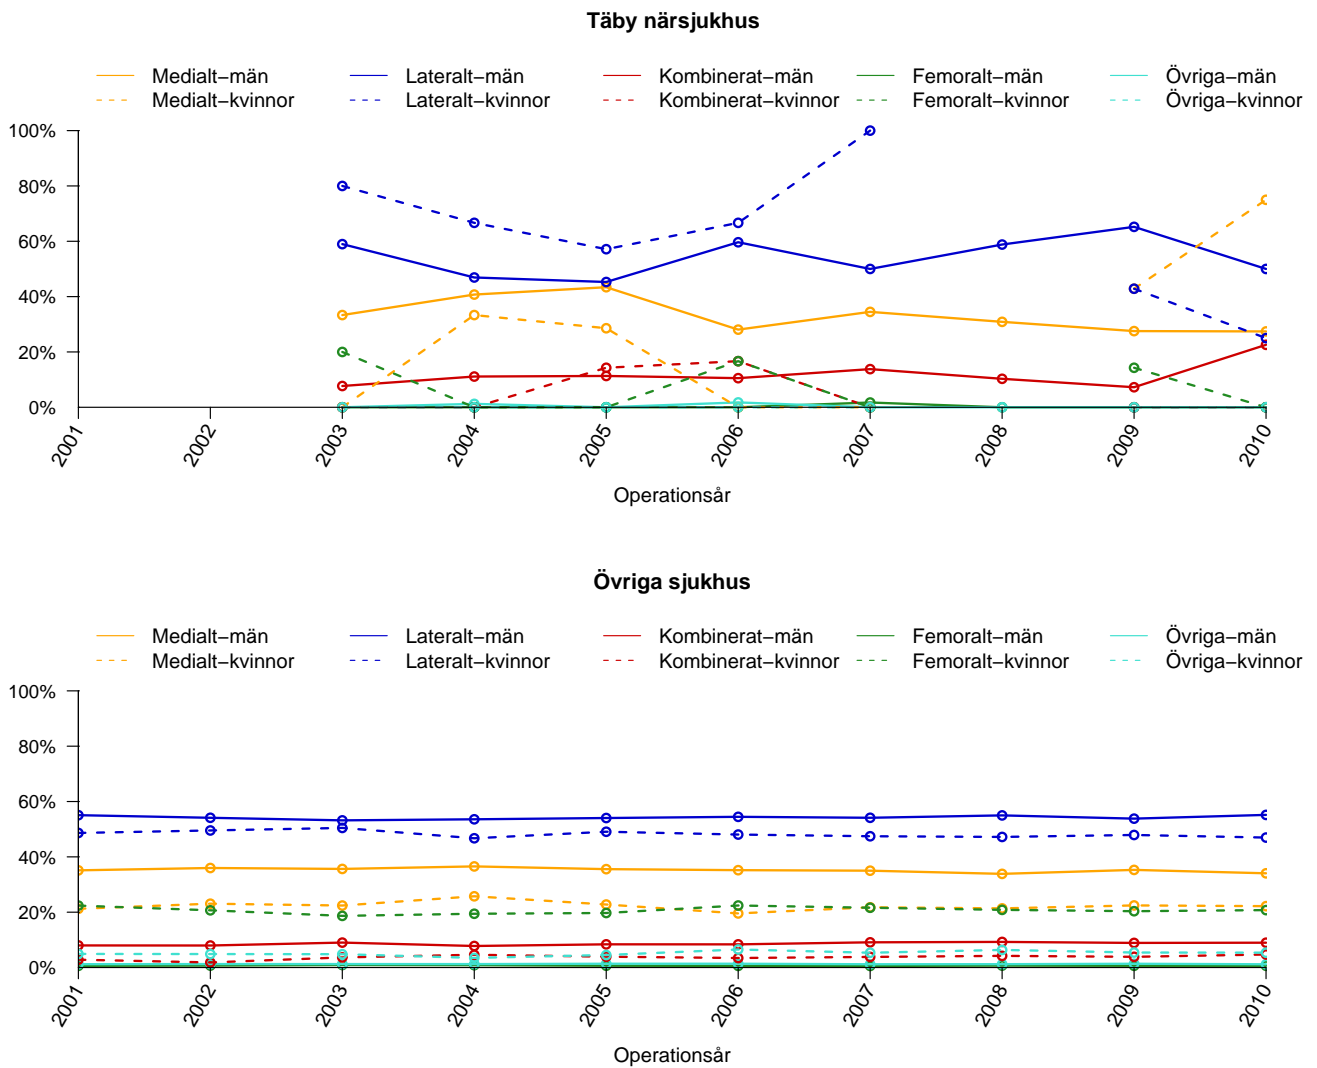 Täby närsjukhus
Medialt−män Lateralt−män Kombinerat−män Femoralt−män Övriga−män
Medialt−kvinnor Lateralt−kvinnor Kombinerat−kvinnor Femoralt−kvinnor Övriga−kvinnor
100%
80%
60%
40%
20%
0%
2001 2002 2003 2004 2005 2006 2007 2008 2009 2010
Operationsår
Övriga sjukhus
Medialt−män Lateralt−män Kombinerat−män Femoralt−män Övriga−män
Medialt−kvinnor Lateralt−kvinnor Kombinerat−kvinnor Femoralt−kvinnor Övriga−kvinnor
100%
80%
60%
40%
20%
0%
2001 2002 2003 2004 2005 2006 2007 2008 2009 2010
Operationsår